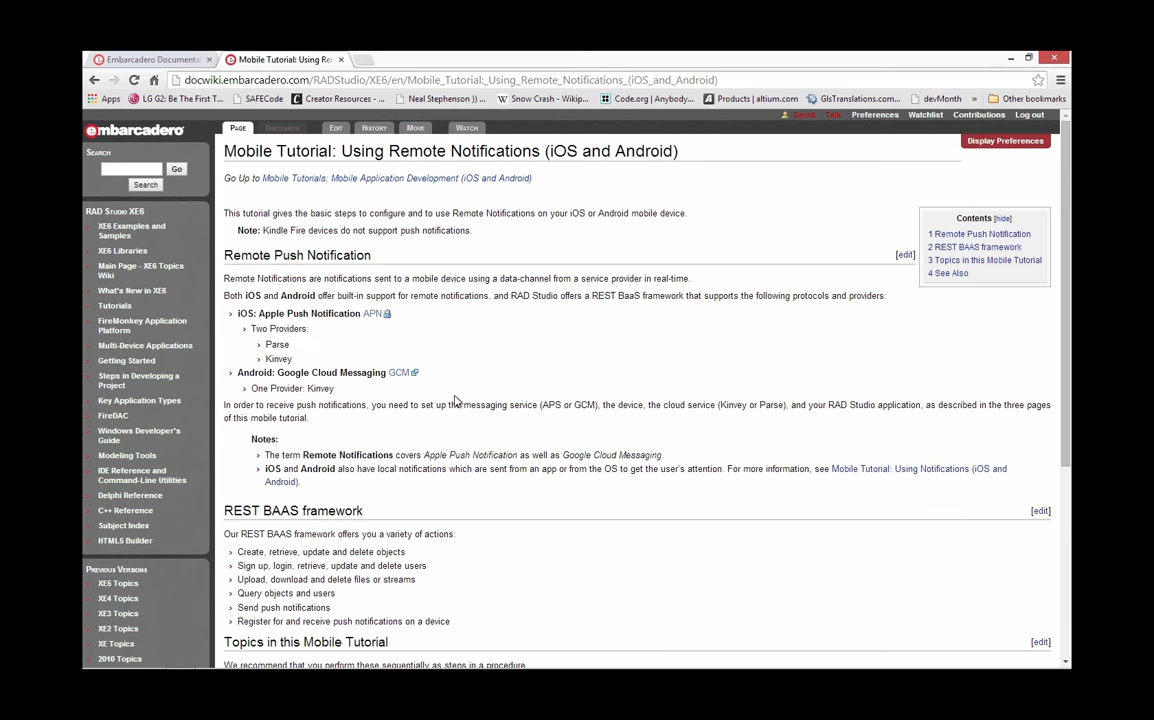 Embarcadero Documenta
Mobile Tutorial: Using Re
docwiki.embarcadero.com/RADStudio/XE6/en/Mobile_Tutorial:_Using_Remote_Notifications_(iOS_and_Android)
Apps LG G2: Be The First T... SAFECode Creator Resources - ... Neal Stephenson )) ... Snow Crash - Wikip... Code.org | Anybody... Products | altium.com GlsTranslations.com... devMonth » Other bookmarks
DavidI Talk Preferences Watchlist Contributions Log out
embarcadero
PAGE DISCUSSION EDIT HISTORY MOVE WATCH
Display Preferences
SEARCH
Go
Search
RAD STUDIO XE6
XE6 Examples and
Samples
XE6 Libraries
Main Page - XE6 Topics
Wiki
What's New in XE6
Tutorials
FireMonkey Application
Platform
Multi-Device Applications
Getting Started
Steps in Developing a
Project
Key Application Types
FireDAC
Windows Developer's
Guide
Modeling Tools
IDE Reference and
Command-Line Utilities
Delphi Reference
C++ Reference
Subject Index
HTML5 Builder
PREVIOUS VERSIONS
XE5 Topics
XE4 Topics
XE3 Topics
XE2 Topics
XE Topics
2010 Topics
Mobile Tutorial: Using Remote Notifications (iOS and Android)
Go Up to Mobile Tutorials: Mobile Application Development (iOS and Android)
This tutorial gives the basic steps to configure and to use Remote Notifications on your iOS or Android mobile device.
Note: Kindle Fire devices do not support push notifications.
Contents [hide]
1 Remote Push Notification
2 REST BAAS framework
3 Topics in this Mobile Tutorial
4 See Also
Remote Push Notification [edit]
Remote Notifications are notifications sent to a mobile device using a data-channel from a service provider in real-time.
Both iOS and Android offer built-in support for remote notifications, and RAD Studio offers a REST BaaS framework that supports the following protocols and providers:
iOS: Apple Push Notification APN
Two Providers:
Parse
Kinvey
Android: Google Cloud Messaging GCM
One Provider: Kinvey
In order to receive push notifications, you need to set up the messaging service (APS or GCM), the device, the cloud service (Kinvey or Parse), and your RAD Studio application, as described in the three pages
of this mobile tutorial.
Notes:
The term Remote Notifications covers Apple Push Notification as well as Google Cloud Messaging.
iOS and Android also have local notifications which are sent from an app or from the OS to get the user's attention. For more information, see Mobile Tutorial: Using Notifications (iOS and
Android).
REST BAAS framework [edit]
Our REST BAAS framework offers you a variety of actions:
Create, retrieve, update and delete objects
Sign up, login, retrieve, update and delete users
Upload, download and delete files or streams
Query objects and users
Send push notifications
Register for and receive push notifications on a device
Topics in this Mobile Tutorial [edit]
We recommend that you perform these sequentially as steps in a procedure